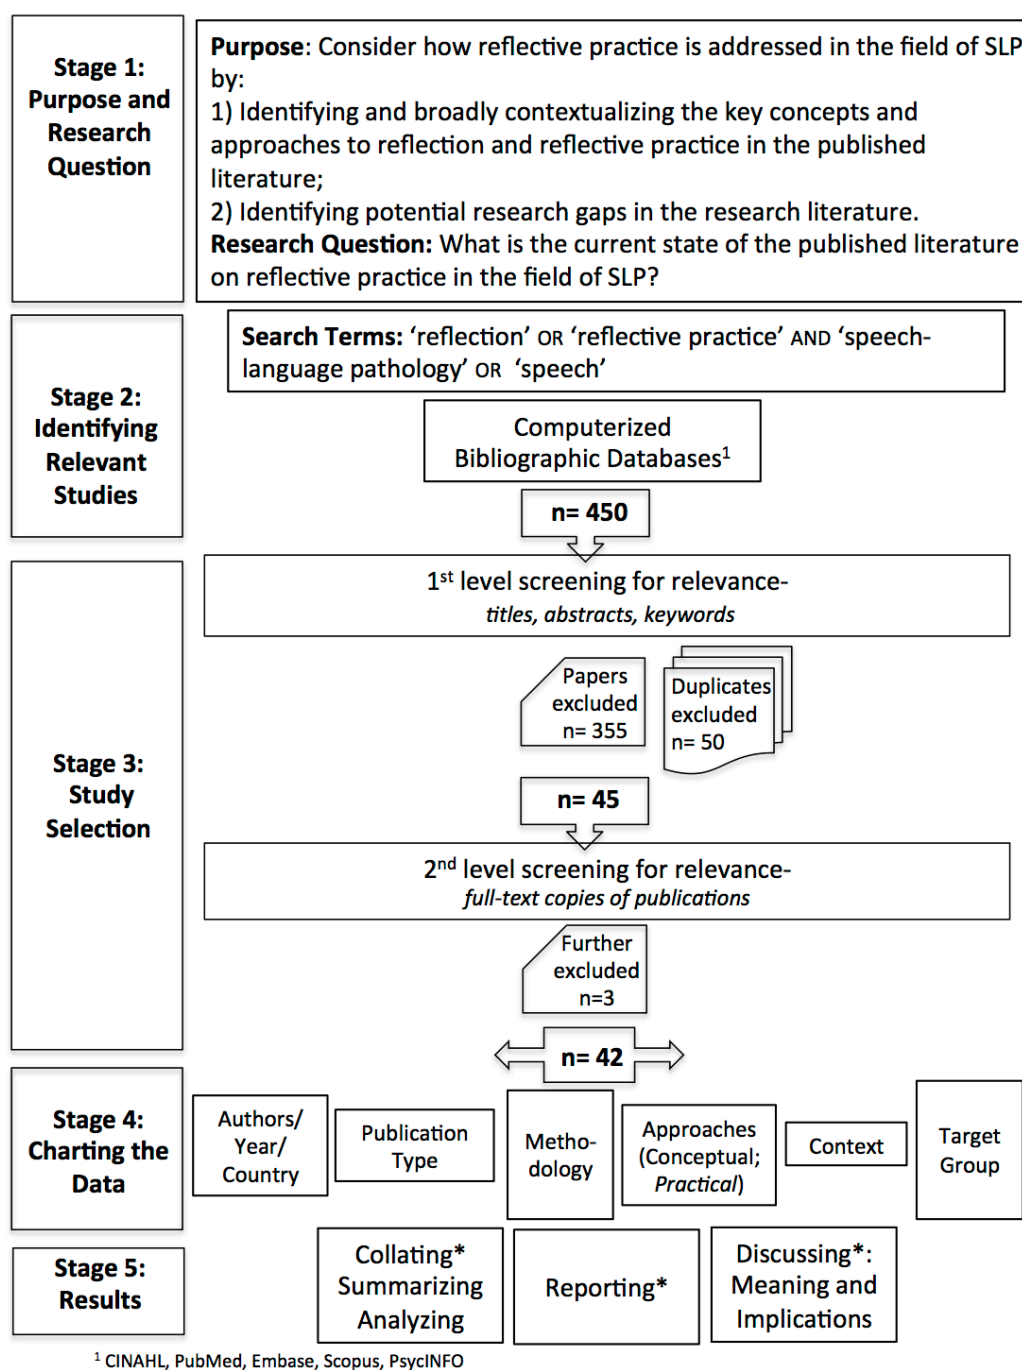 Stage 1:
Purpose and
Research
Question
Purpose: Consider how reflective practice is addressed in the field of SLP
by:
1) Identifying and broadly contextualizing the key concepts and
approaches to reflection and reflective practice in the published
literature;
2) Identifying potential research gaps in the research literature.
Research Question: What is the current state of the published literature
on reflective practice in the field of SLP?
Stage 2:
Identifying
Relevant
Studies
Search Terms: ‘reflection’ OR ‘reflective practice’ AND ‘speech-
language pathology’ OR ‘speech’
Computerized
Bibliographic Databases1
n= 450
Stage 3:
Study
Selection
1st level screening for relevance-
titles, abstracts, keywords
Papers
excluded
n= 355
Duplicates
excluded
n= 50
n= 45
2nd level screening for relevance-
full-text copies of publications
Further
excluded
n=3
n= 42
Stage 4:
Charting the
Data
Authors/
Year/
Country
Publication
Type
Metho-
dology
Approaches
(Conceptual;
Practical)
Context
Target
Group
Stage 5:
Results
Collating*
Summarizing
Analyzing
Reporting*
Discussing*:
Meaning and
Implications
1 CINAHL, PubMed, Embase, Scopus, PsycINFO